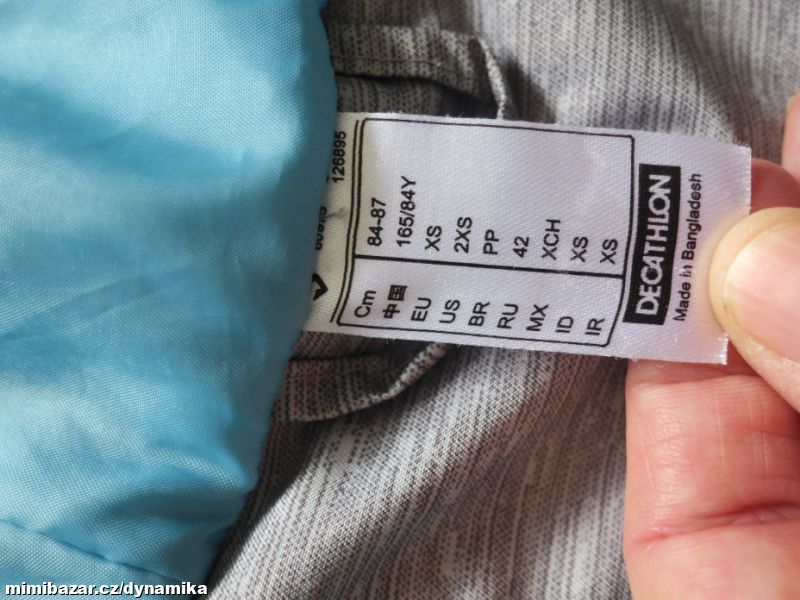 126895
Cm 84-87
中国 165/84Y
EU XS
US 2XS
BR PP
RU 42
MX XCH
ID XS
IR XS
DECATHLON
Made in Bangladesh
mimibazar.cz/dynamika